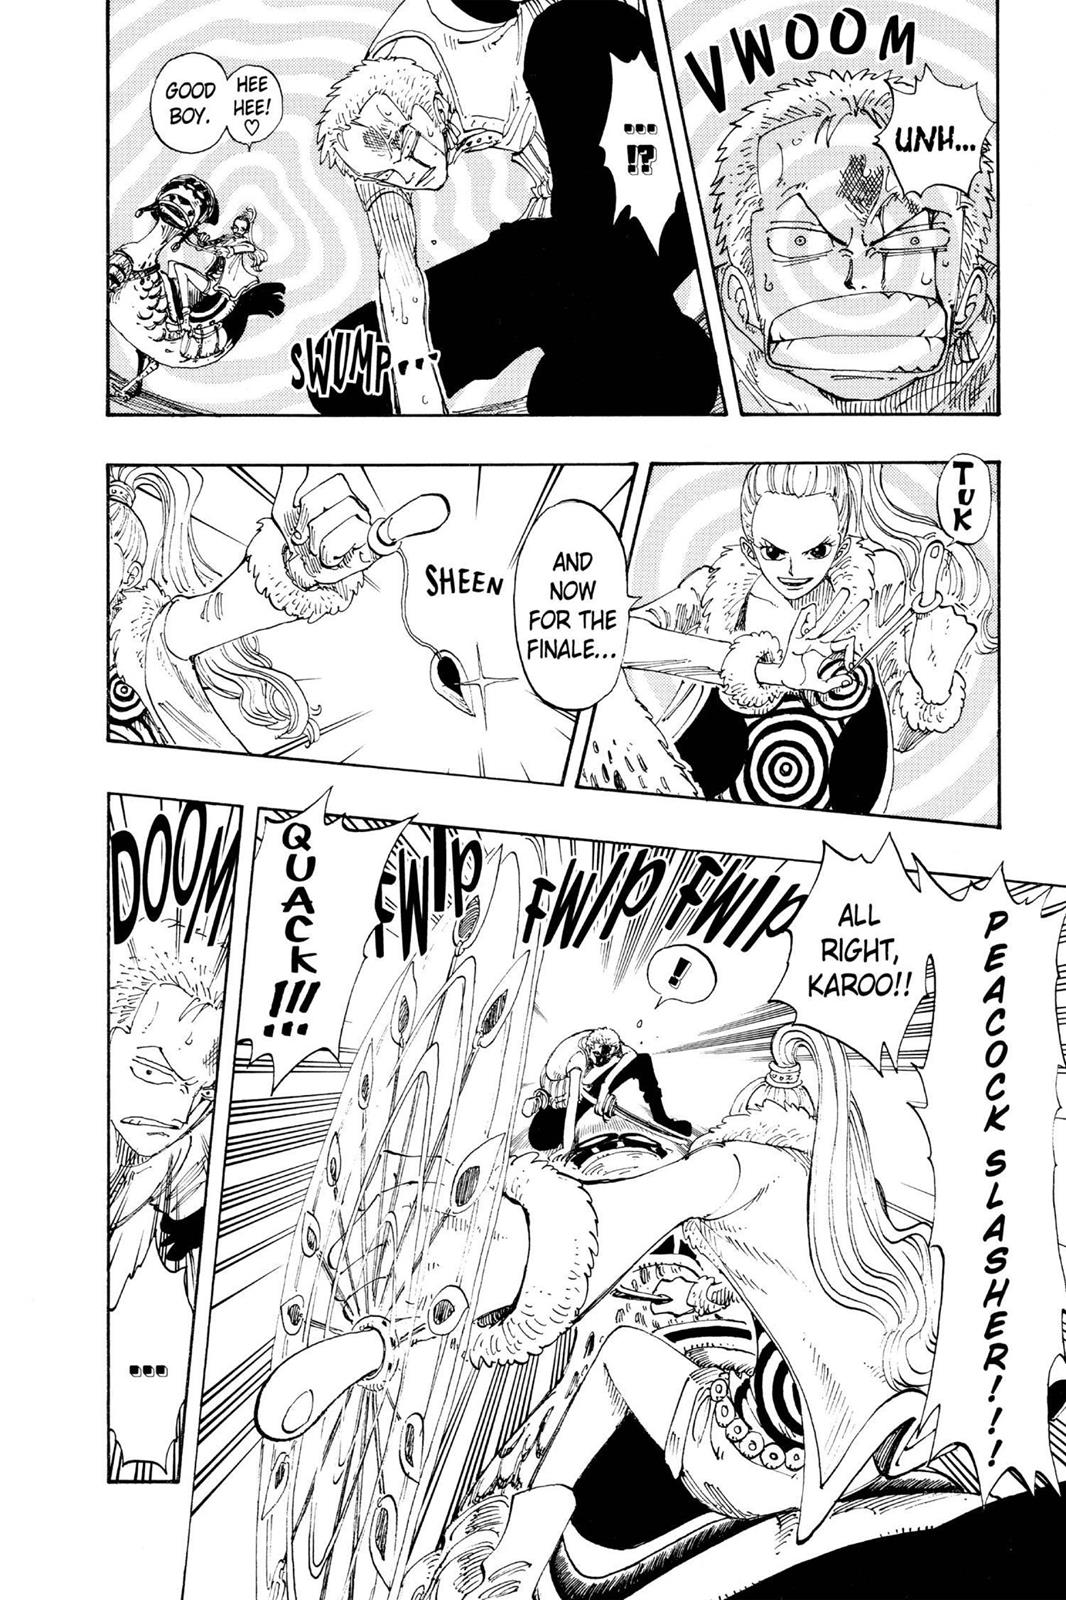 VWOOM
UNH...
...
!?
HEE
HEE!
♡
GOOD
BOY.
SWUMP...
TUK
AND
NOW
FOR THE
FINALE...
SHEEN
PEACOCK SLASHER!!!
ALL
RIGHT,
KAROO!!
!
FWIP FWIP
FWIP
QUACK!!!
DOOM
...